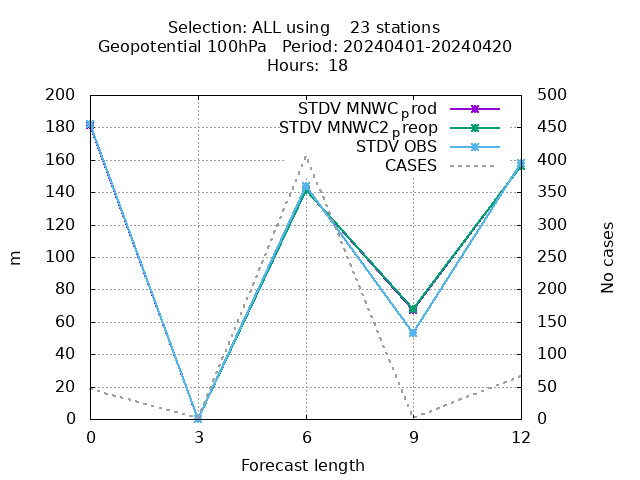 Selection: ALL using 23 stations
Geopotential 100hPa Period: 20240401-20240420
Hours: 18
STDV MNWC_prod
STDV MNWC2_preop
STDV OBS
CASES
200
180
160
140
120
100
80
60
40
20
0
500
450
400
350
300
250
200
150
100
50
0
m
No cases
0 3 6 9 12
Forecast length